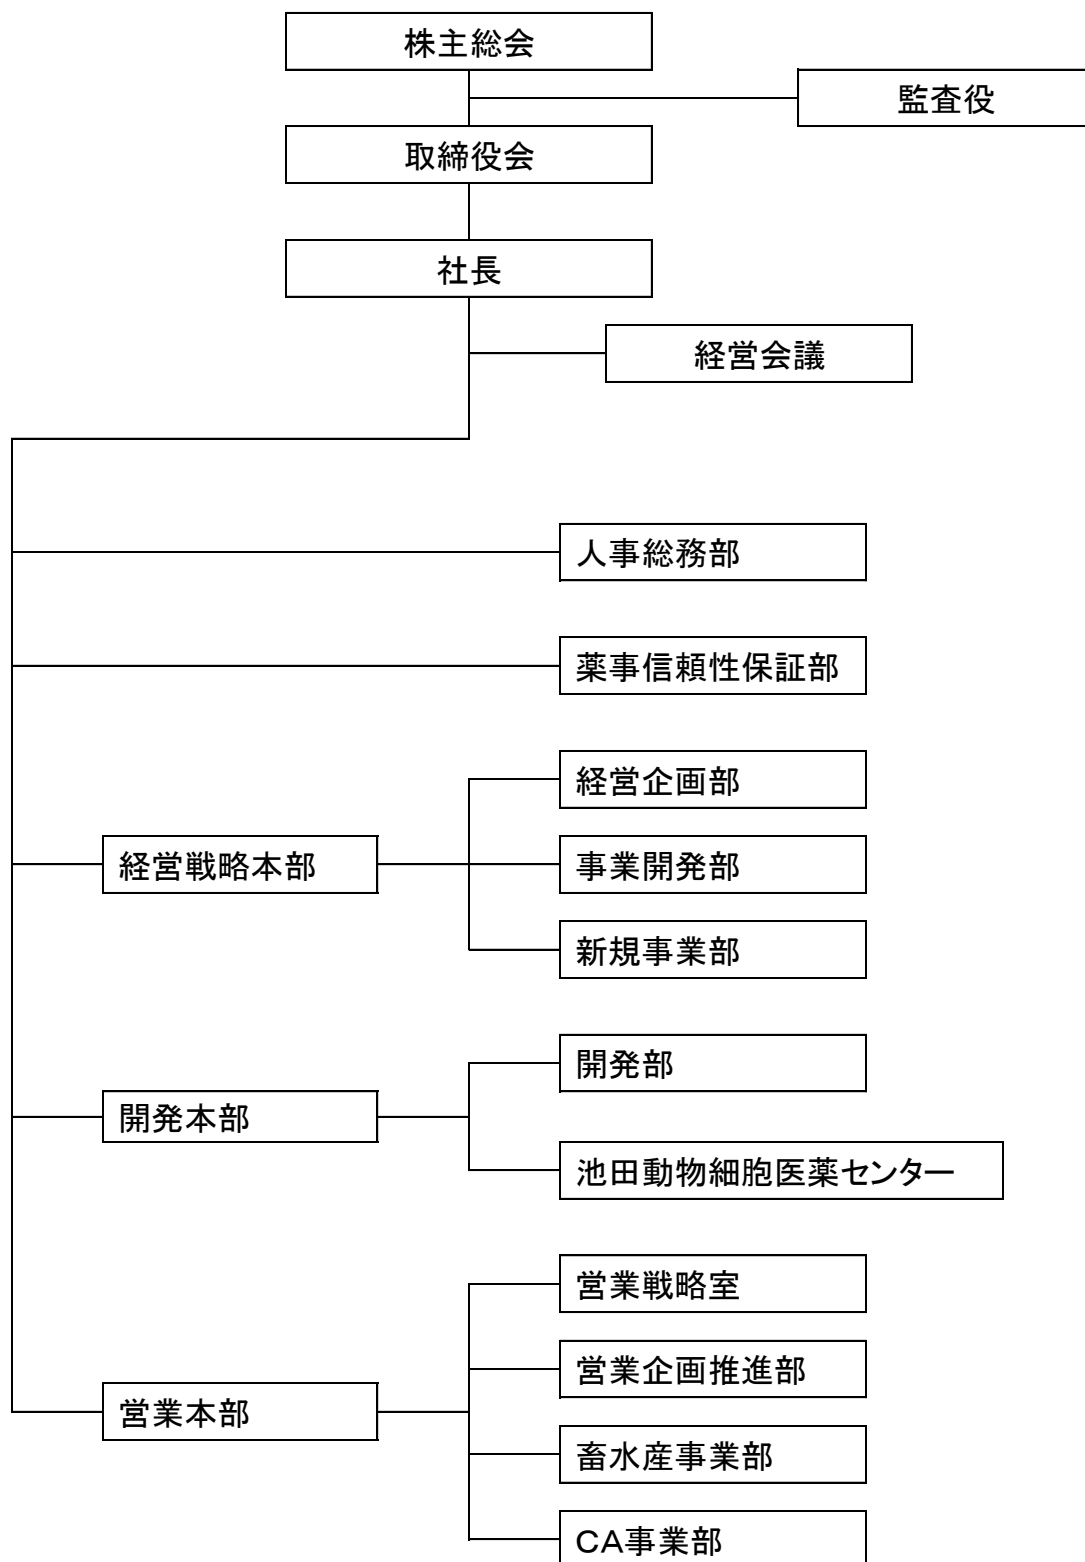 株主総会
監査役
取締役会
社長
経営会議
人事総務部
薬事信頼性保証部
経営企画部
経営戦略本部
事業開発部
新規事業部
開発部
開発本部
池田動物細胞医薬センター
営業戦略室
営業企画推進部
営業本部
畜水産事業部
CA事業部